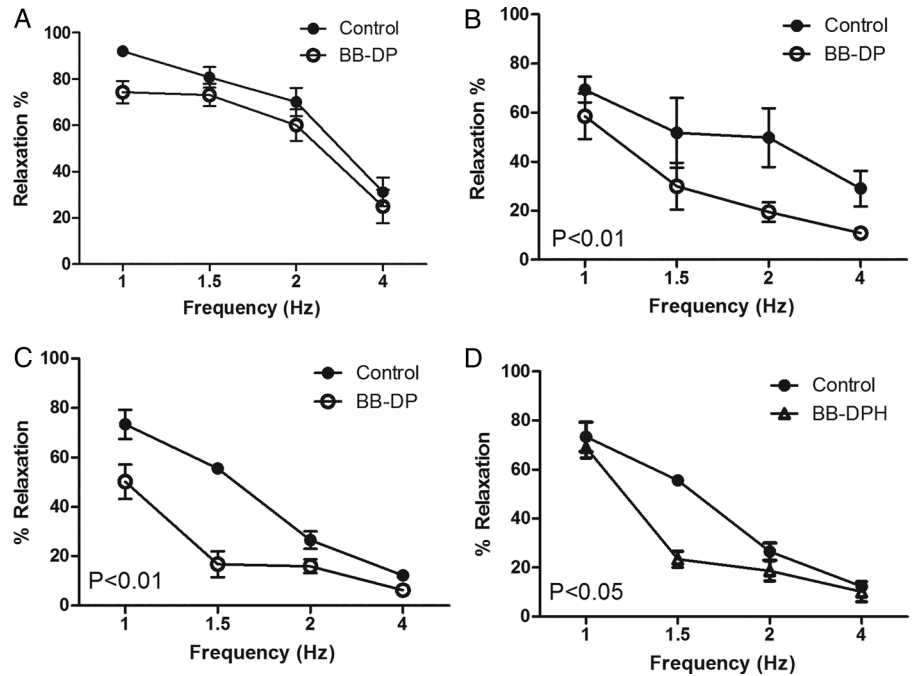 A
Control
BB-DP
100
80
60
40
20
0
Relaxation %
1 1.5 2 4
Frequency (Hz)
B
Control
BB-DP
100
80
60
40
20
0
Relaxation %
P<0.01
1 1.5 2 4
Frequency (Hz)
C
Control
BB-DP
100
80
60
40
20
0
% Relaxation
P<0.01
1 1.5 2 4
Frequency (Hz)
D
Control
BB-DPH
100
80
60
40
20
0
% Relaxation
P<0.05
1 1.5 2 4
Frequency (Hz)